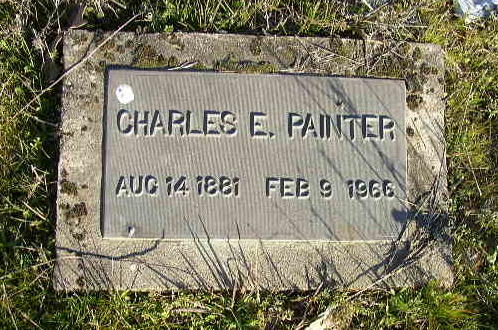 CHARLES E. PAINTER
AUG 14 1881 FEB 9 1966